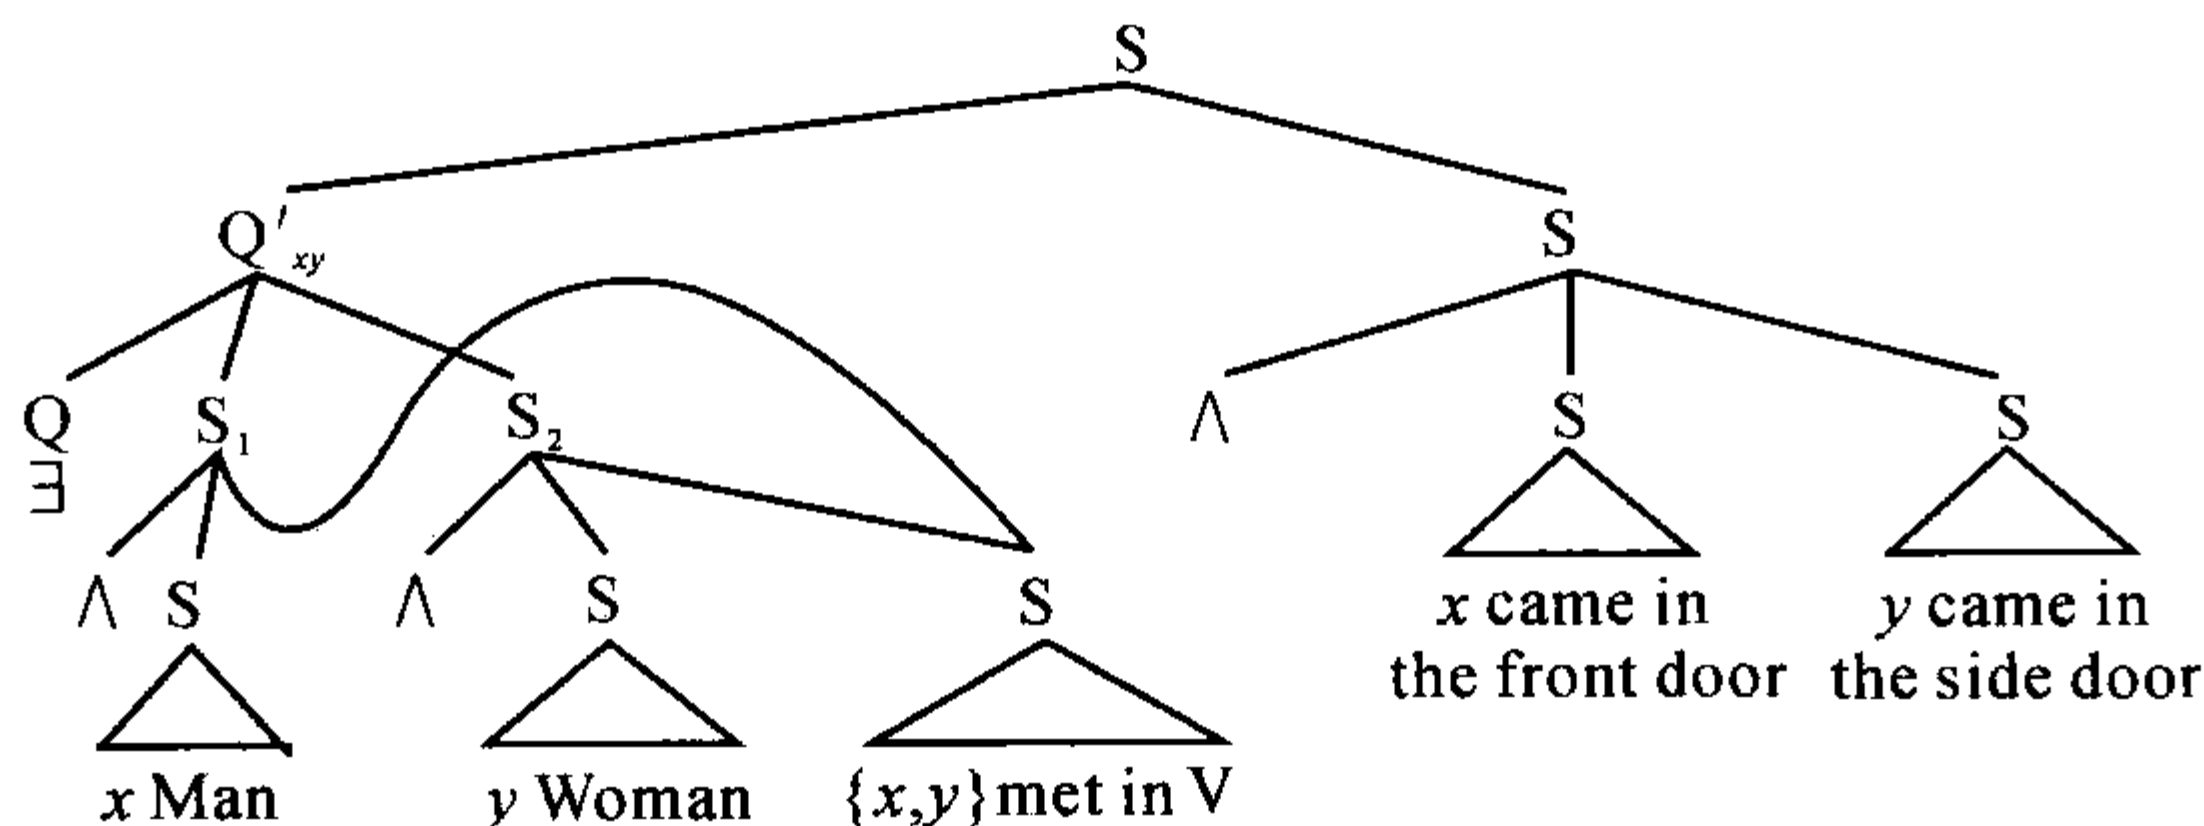 S
Q′xy S
Q S1 S2 ∧ S S
∃
∧ S ∧ S S
x came in y came in
the front door the side door
x Man y Woman {x,y}met in V